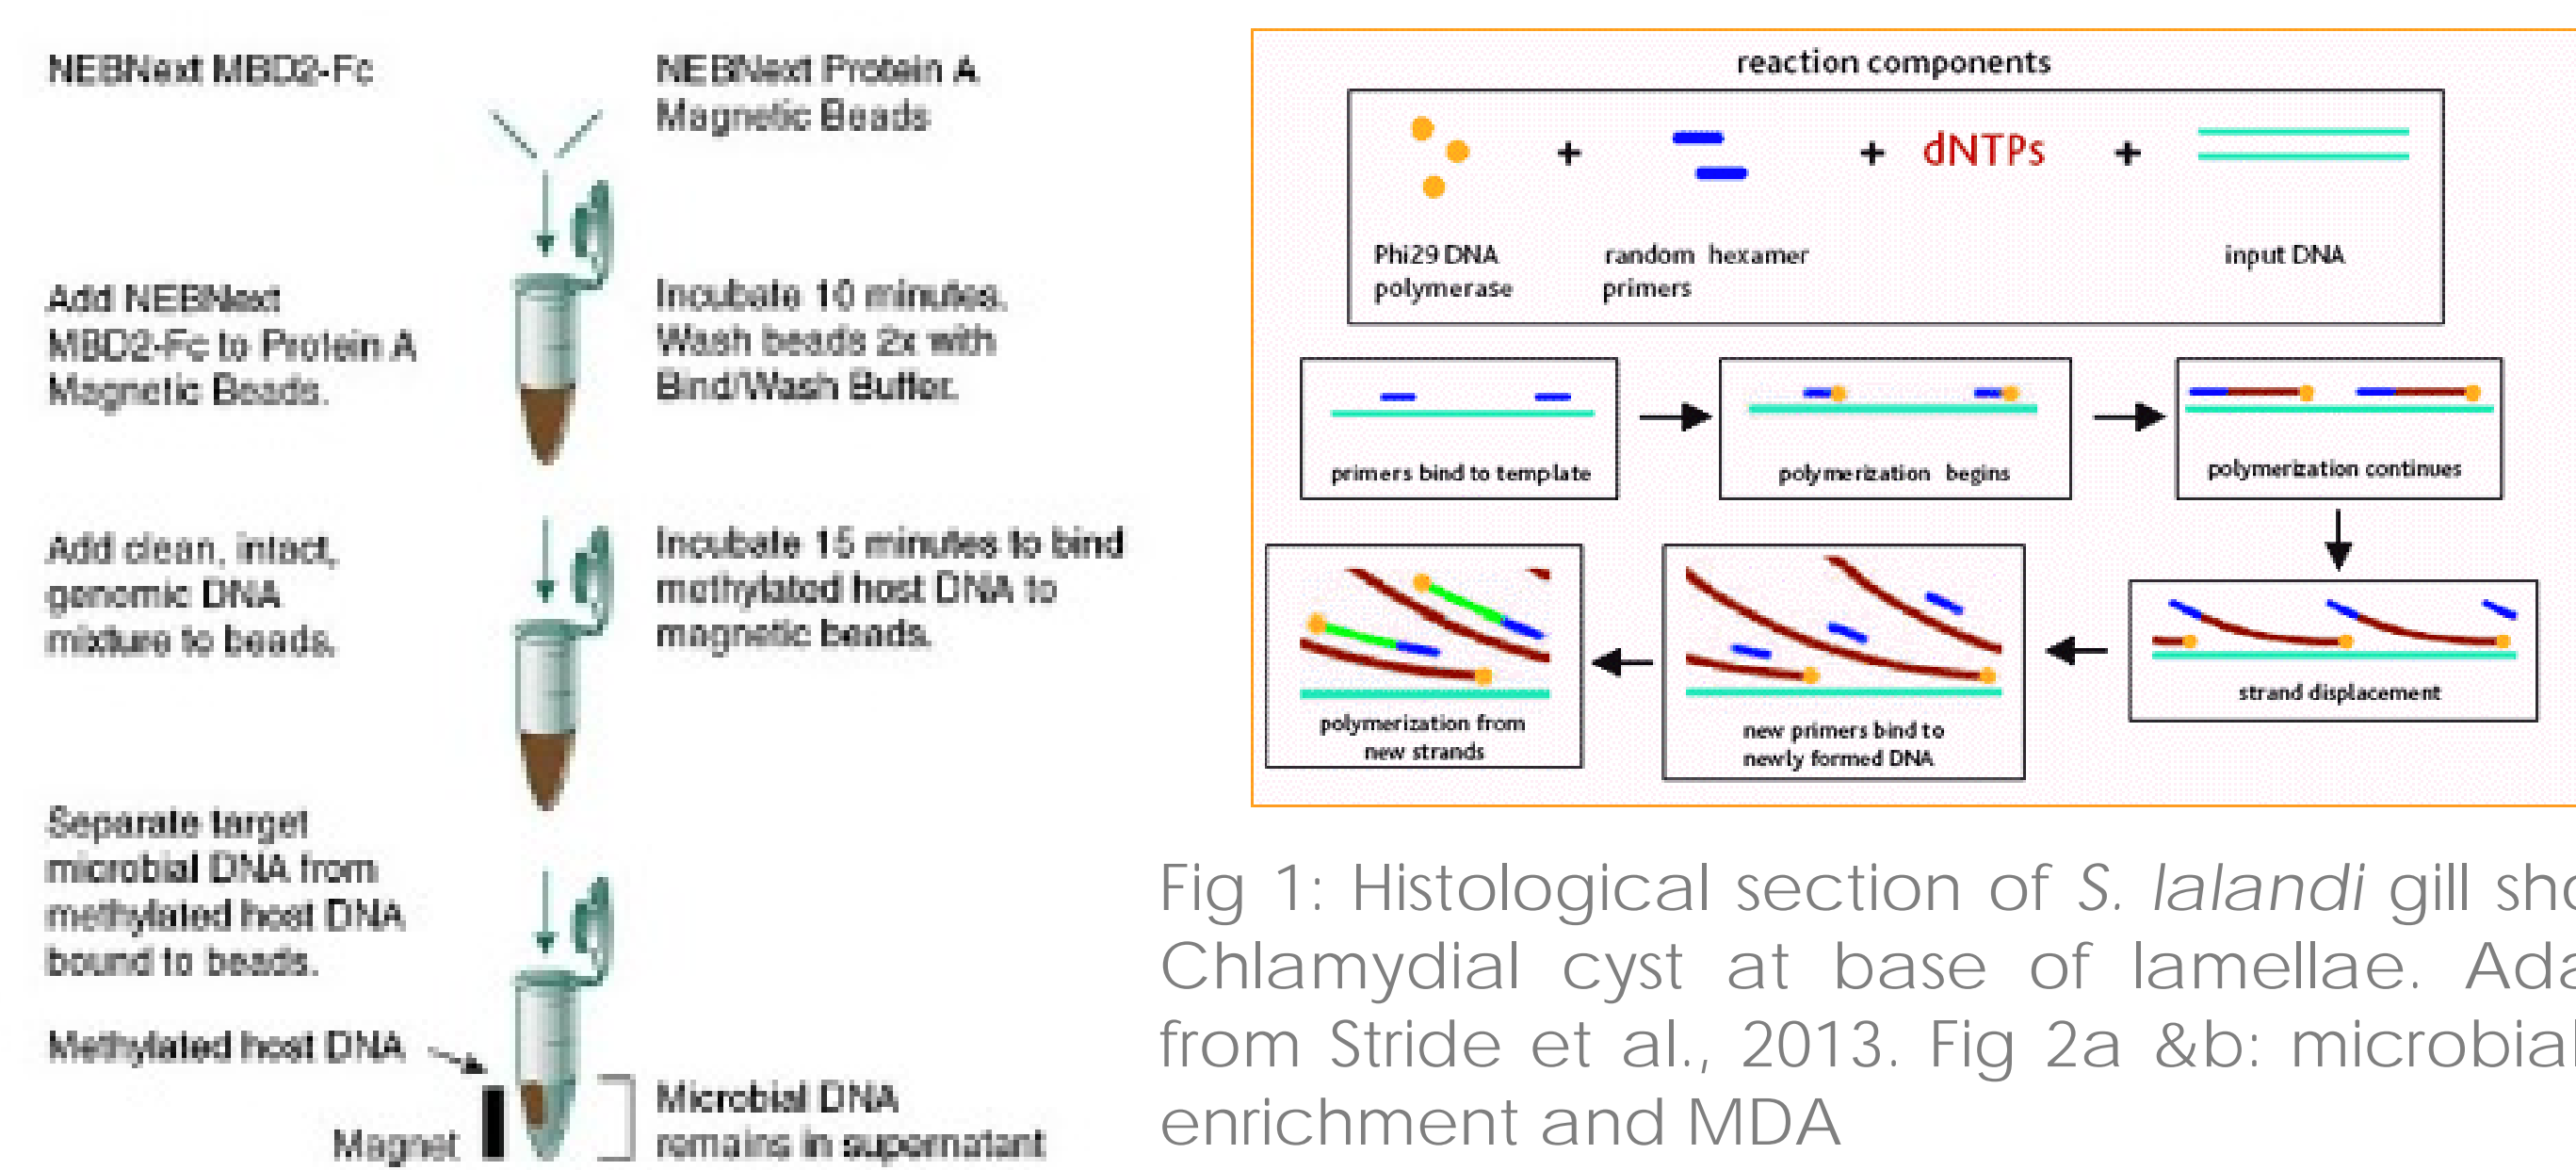 NEBNext MBD2-Fc
NEBNext Protein A
Magnetic Beads
Add NEBNext
MBD2-Fc to Protein A
Magnetic Beads.
Incubate 10 minutes.
Wash beads 2x with
Bind/Wash Buffer.
Add clean, intact,
genomic DNA
mixture to beads.
Incubate 15 minutes to bind
methylated host DNA to
magnetic beads.
Separate target
microbial DNA from
methylated host DNA
bound to beads.
Methylated host DNA
Magnet
Microbial DNA
remains in supernatant
reaction components
+ + dNTPs +
Phi29 DNA
polymerase
random hexamer
primers
input DNA
primers bind to template
polymerization begins
polymerization continues
strand displacement
new primers bind to
newly formed DNA
polymerization from
new strands
Fig 1: Histological section of S. lalandi gill sho
Chlamydial cyst at base of lamellae. Ada
from Stride et al., 2013. Fig 2a &b: microbial
enrichment and MDA